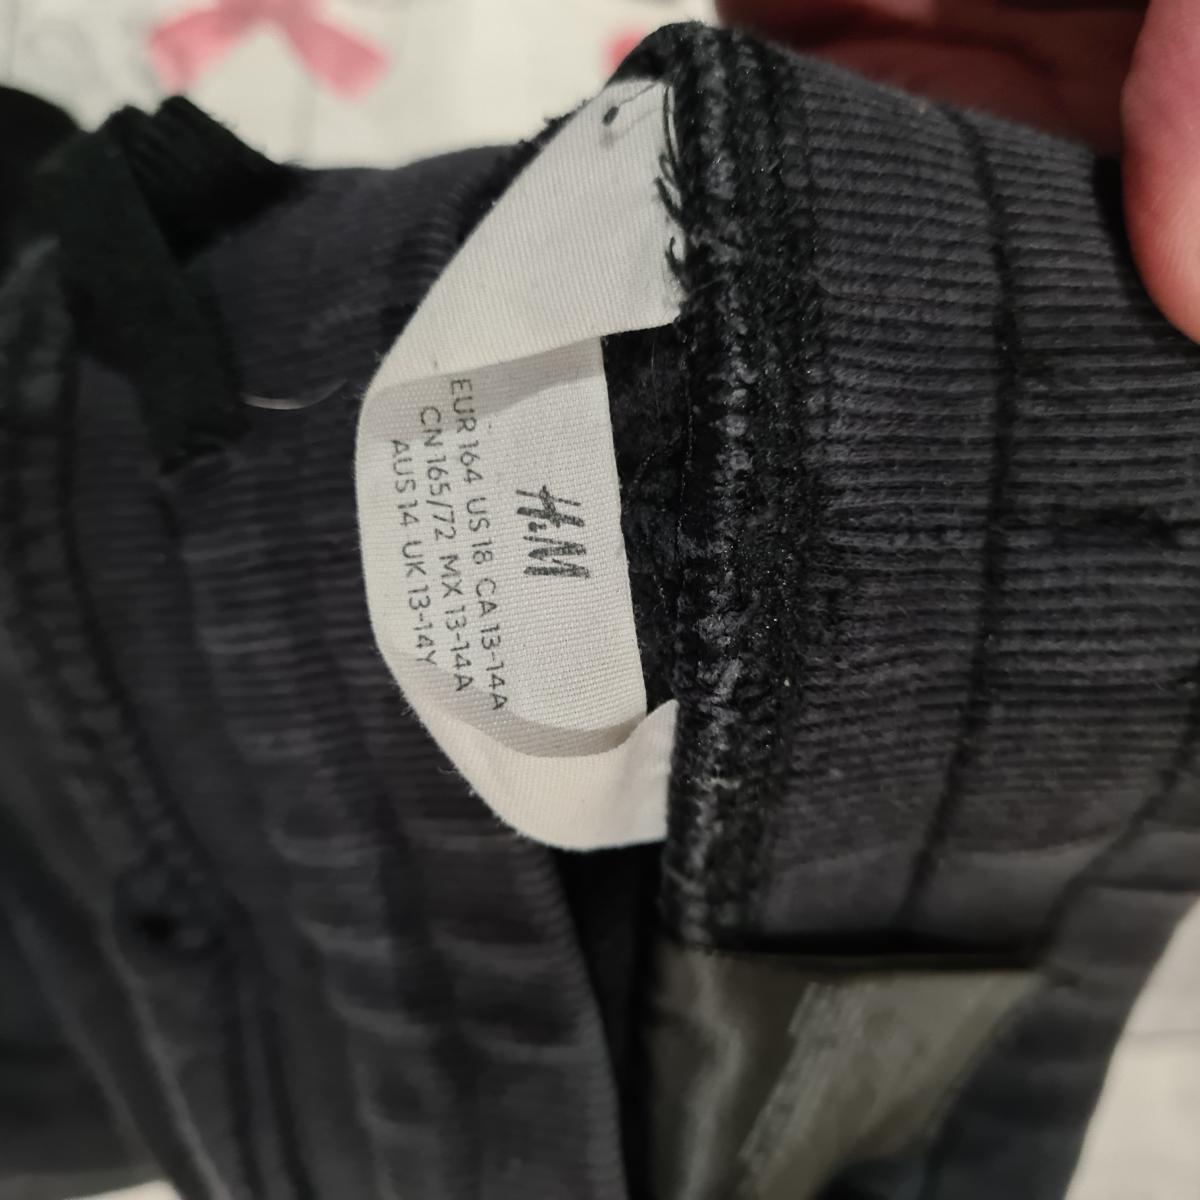 H&M
EUR 164 US 18 CA 13-14A
CN 165/72 MX 13-14A
AUS 14 UK 13-14Y